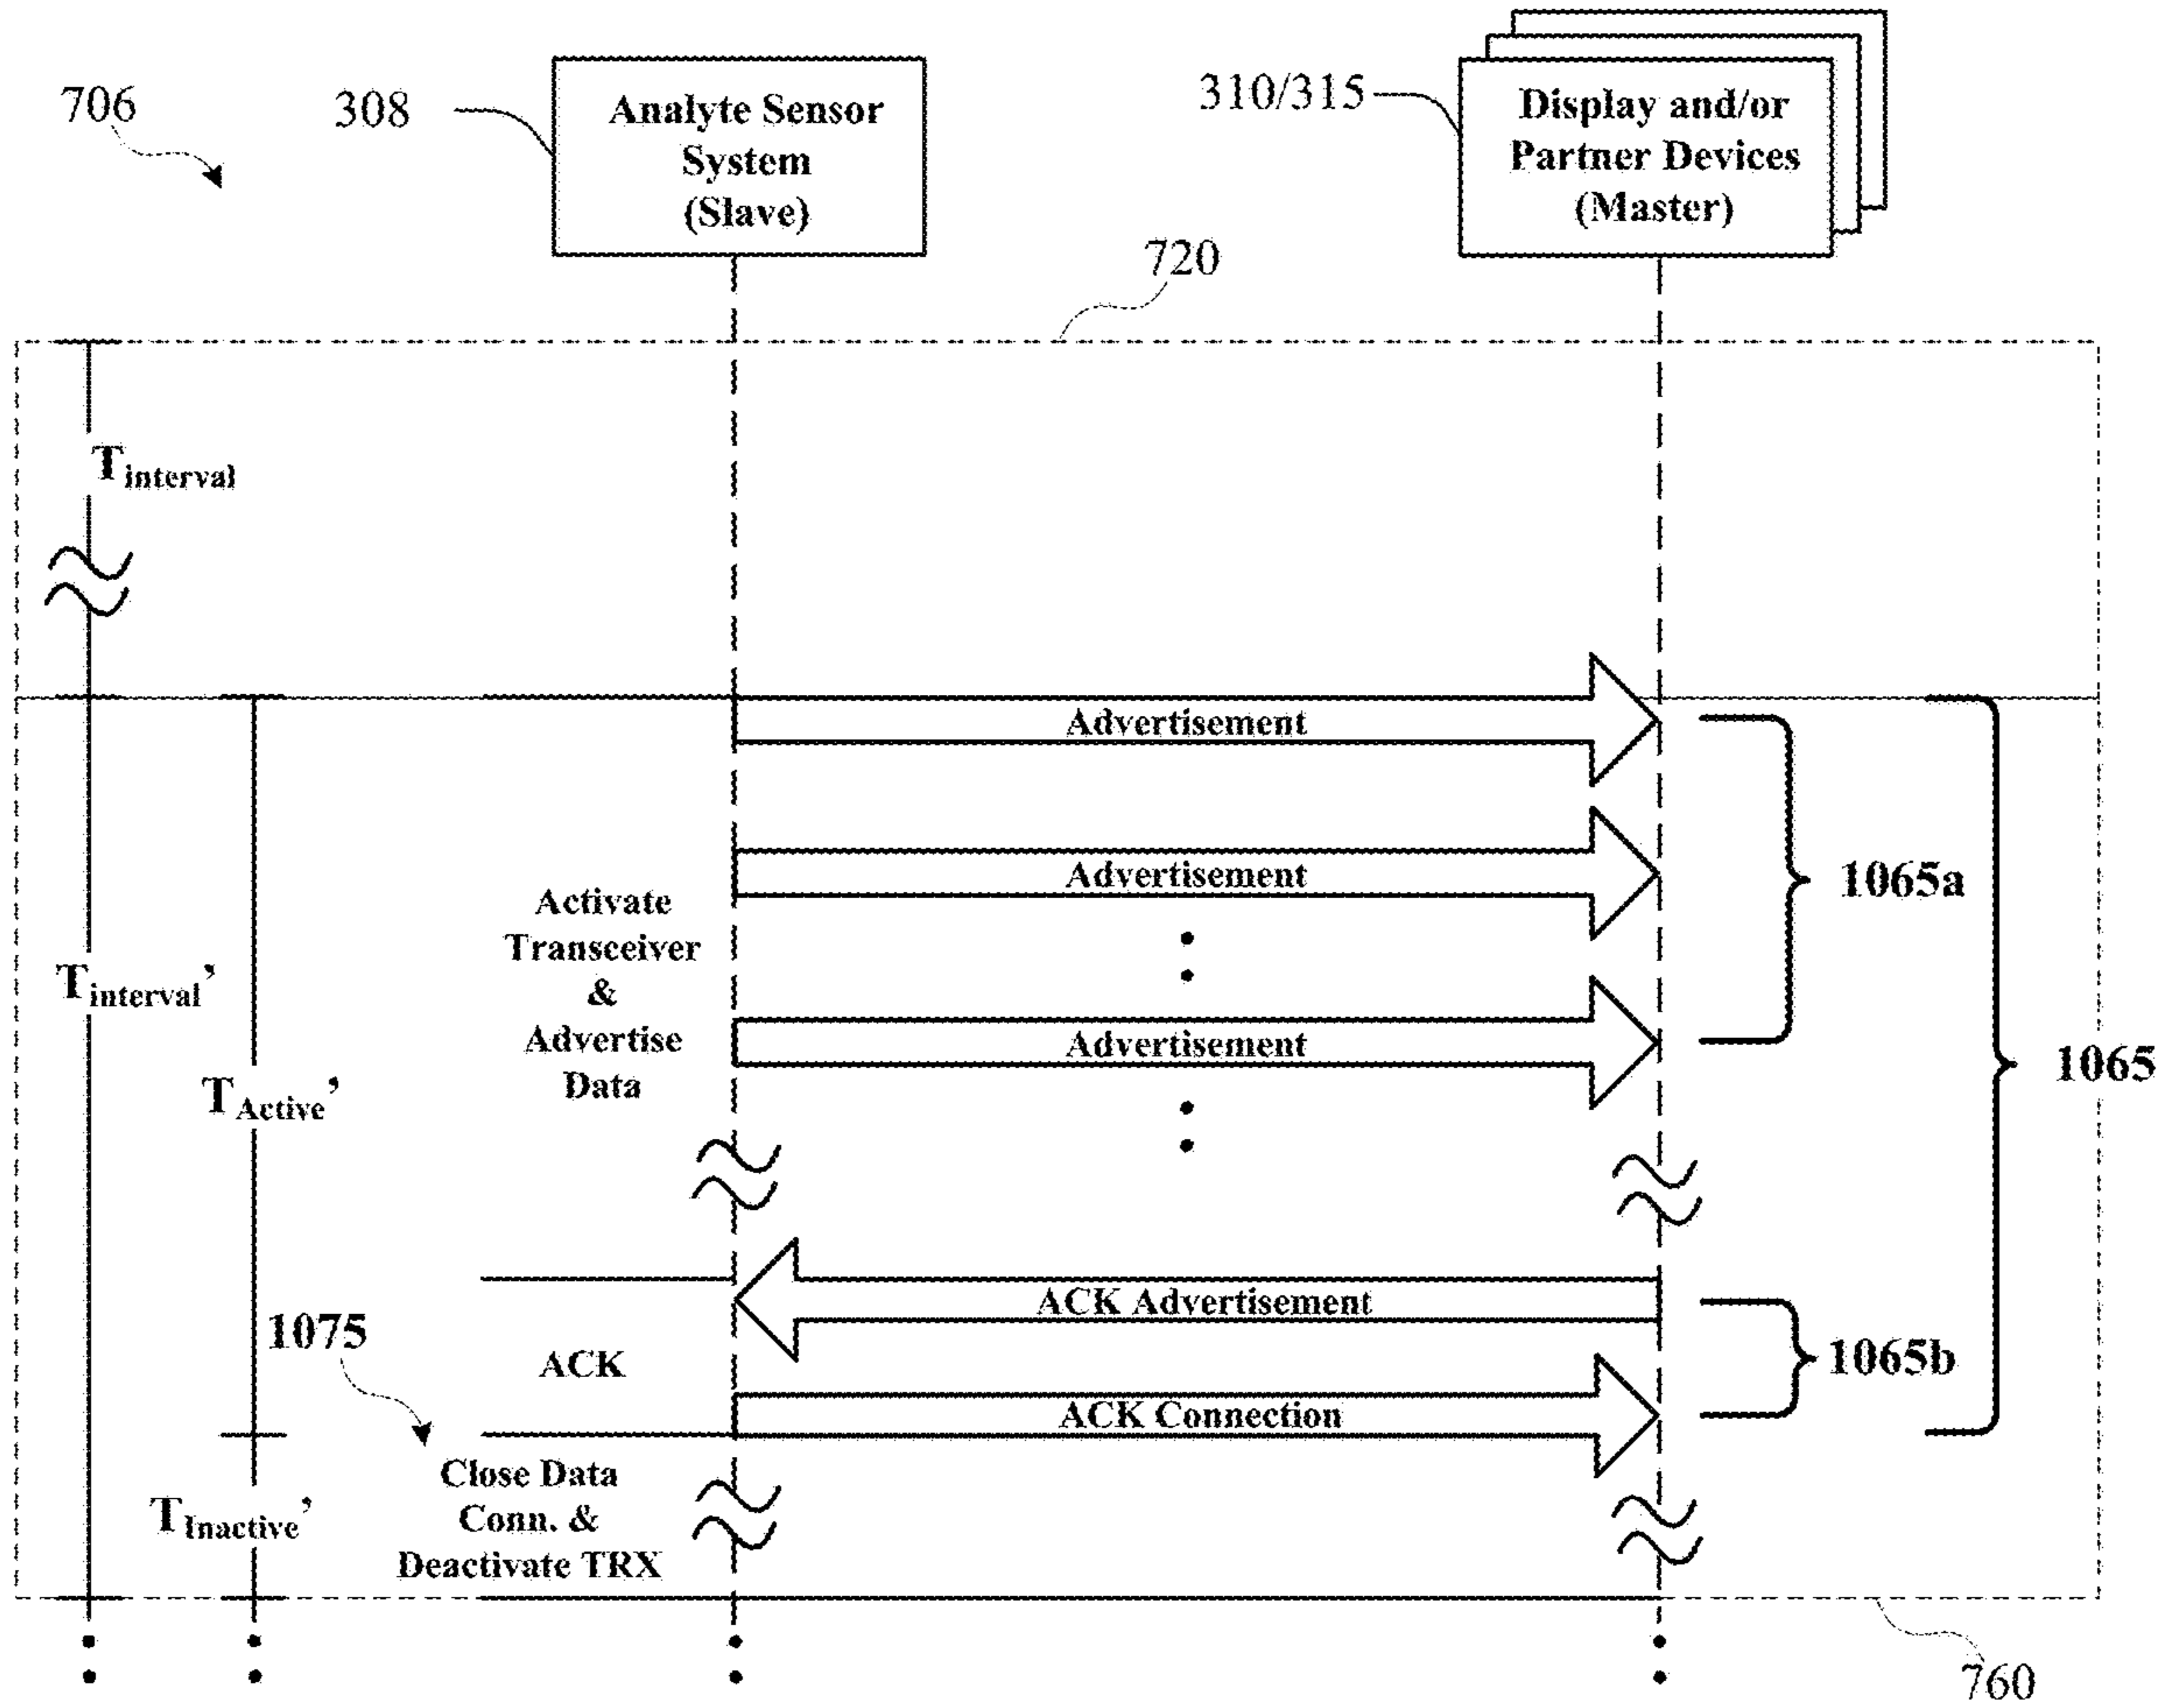 706
308
Analyte Sensor
System
(Slave)
310/315
Display and/or
Partner Devices
(Master)
720
Tinterval
Advertisement
Advertisement
1065a
Activate
Transceiver
&
Advertise
Data
Tinterval’
Advertisement
1065
TActive’
ACK Advertisement
1075
ACK
1065b
ACK Connection
Close Data
Conn. &
Deactivate TRX
TInactive’
760